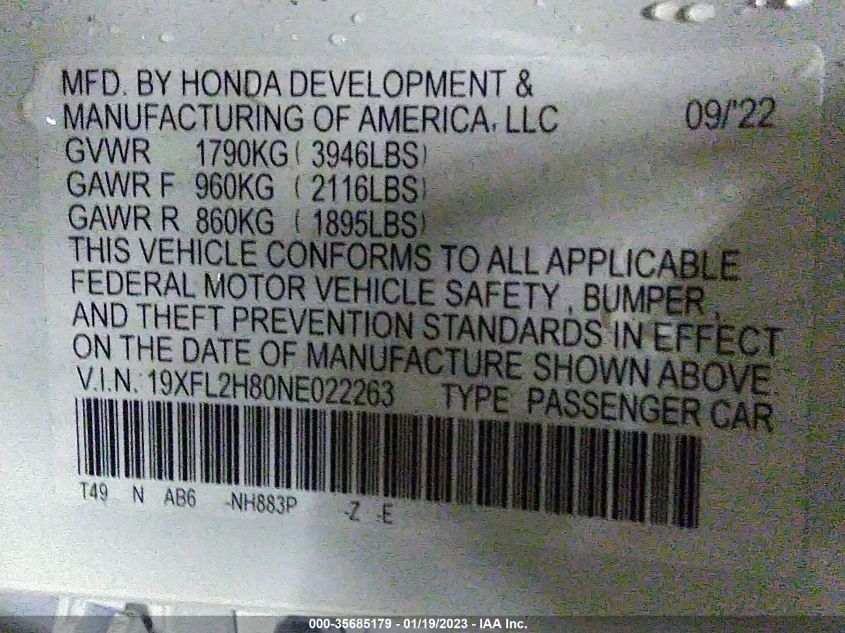 MFD. BY HONDA DEVELOPMENT &
MANUFACTURING OF AMERICA, LLC 09/'22
GVWR 1790KG ( 3946LBS)
GAWR F 960KG ( 2116LBS)
GAWR R 860KG ( 1895LBS)
THIS VEHICLE CONFORMS TO ALL APPLICABLE
FEDERAL MOTOR VEHICLE SAFETY, BUMPER,
AND THEFT PREVENTION STANDARDS IN EFFECT
ON THE DATE OF MANUFACTURE SHOWN ABOVE.
V.I.N. 19XFL2H80NE022263 TYPE PASSENGER CAR
T49 N AB6 -NH883P -Z -E
000-35685179 - 01/19/2023 - IAA Inc.